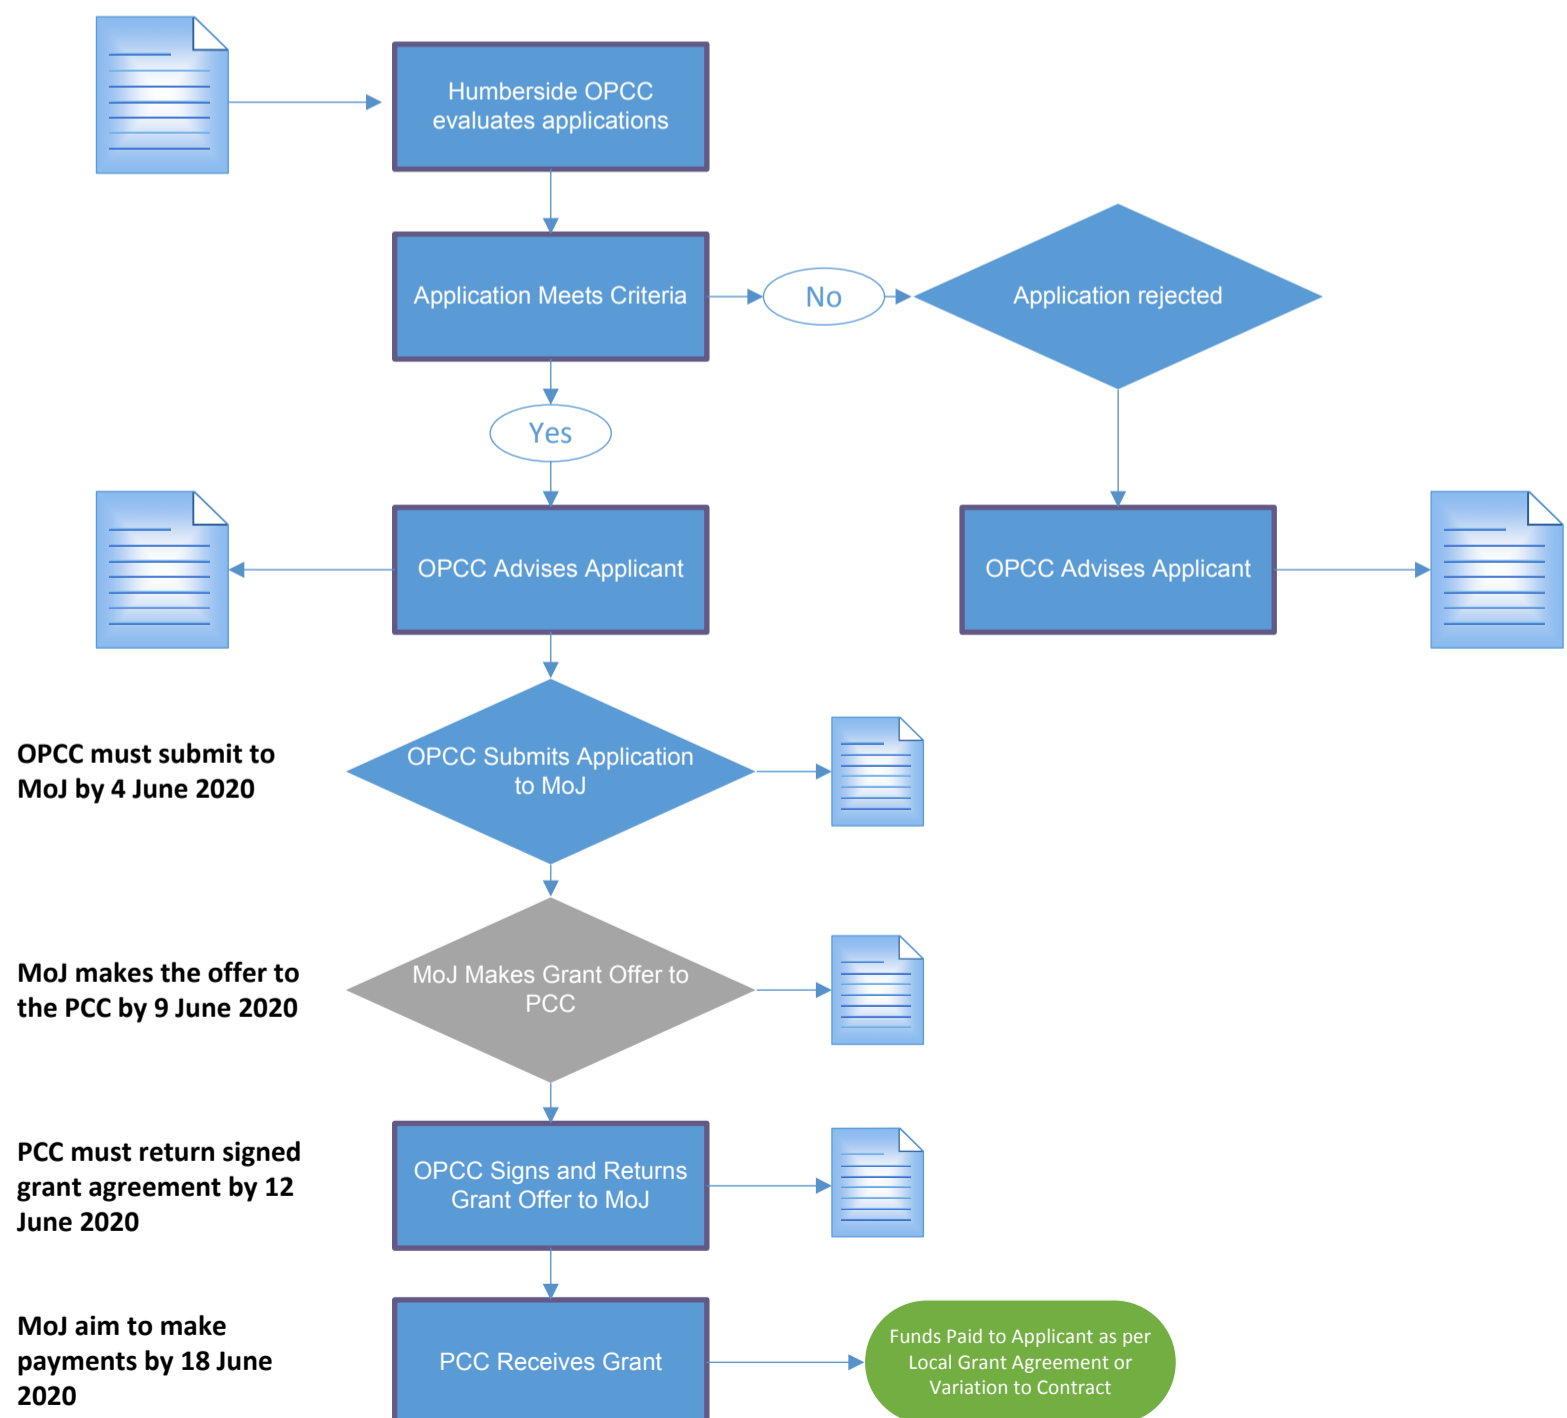 Humberside OPCC
evaluates applications
Application Meets Criteria
No
Application rejected
Yes
OPCC Advises Applicant
OPCC Advises Applicant
OPCC must submit to
MoJ by 4 June 2020
OPCC Submits Application
to MoJ
MoJ makes the offer to
the PCC by 9 June 2020
MoJ Makes Grant Offer to
PCC
PCC must return signed
grant agreement by 12
June 2020
OPCC Signs and Returns
Grant Offer to MoJ
MoJ aim to make
payments by 18 June
2020
PCC Receives Grant
Funds Paid to Applicant as per
Local Grant Agreement or
Variation to Contract